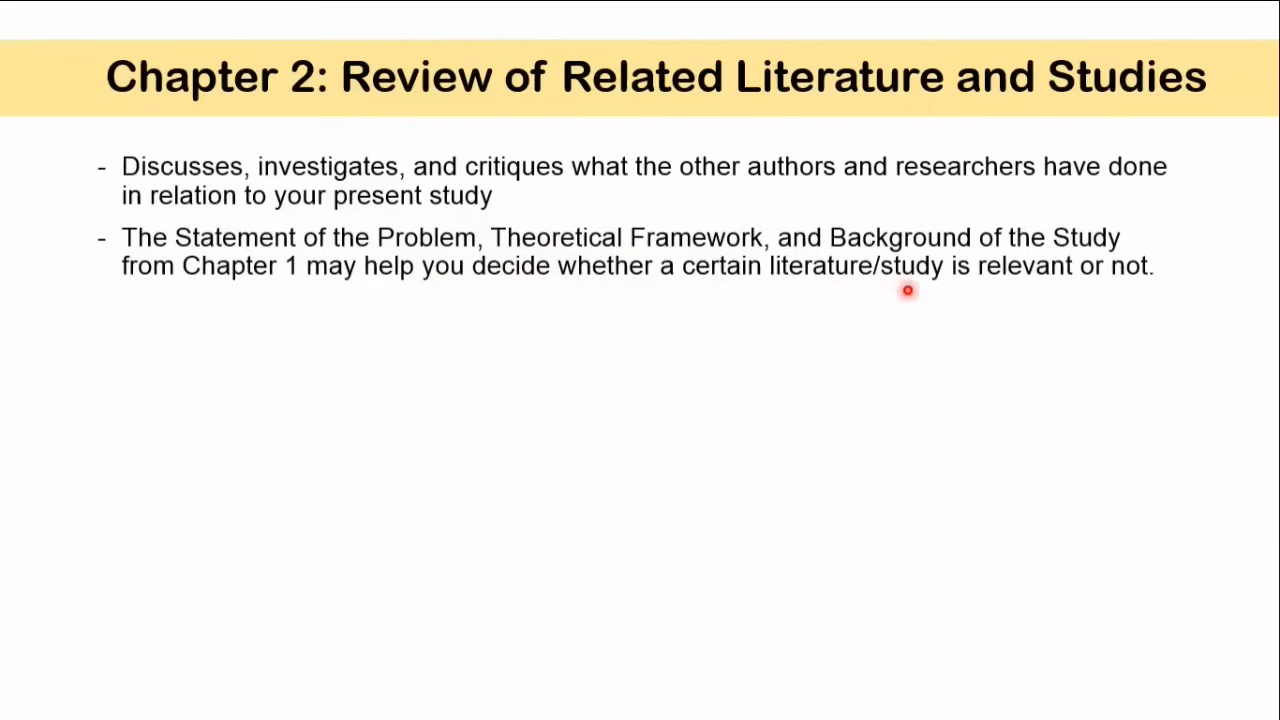 Chapter 2: Review of Related Literature and Studies
- Discusses, investigates, and critiques what the other authors and researchers have done
in relation to your present study
- The Statement of the Problem, Theoretical Framework, and Background of the Study
from Chapter 1 may help you decide whether a certain literature/study is relevant or not.